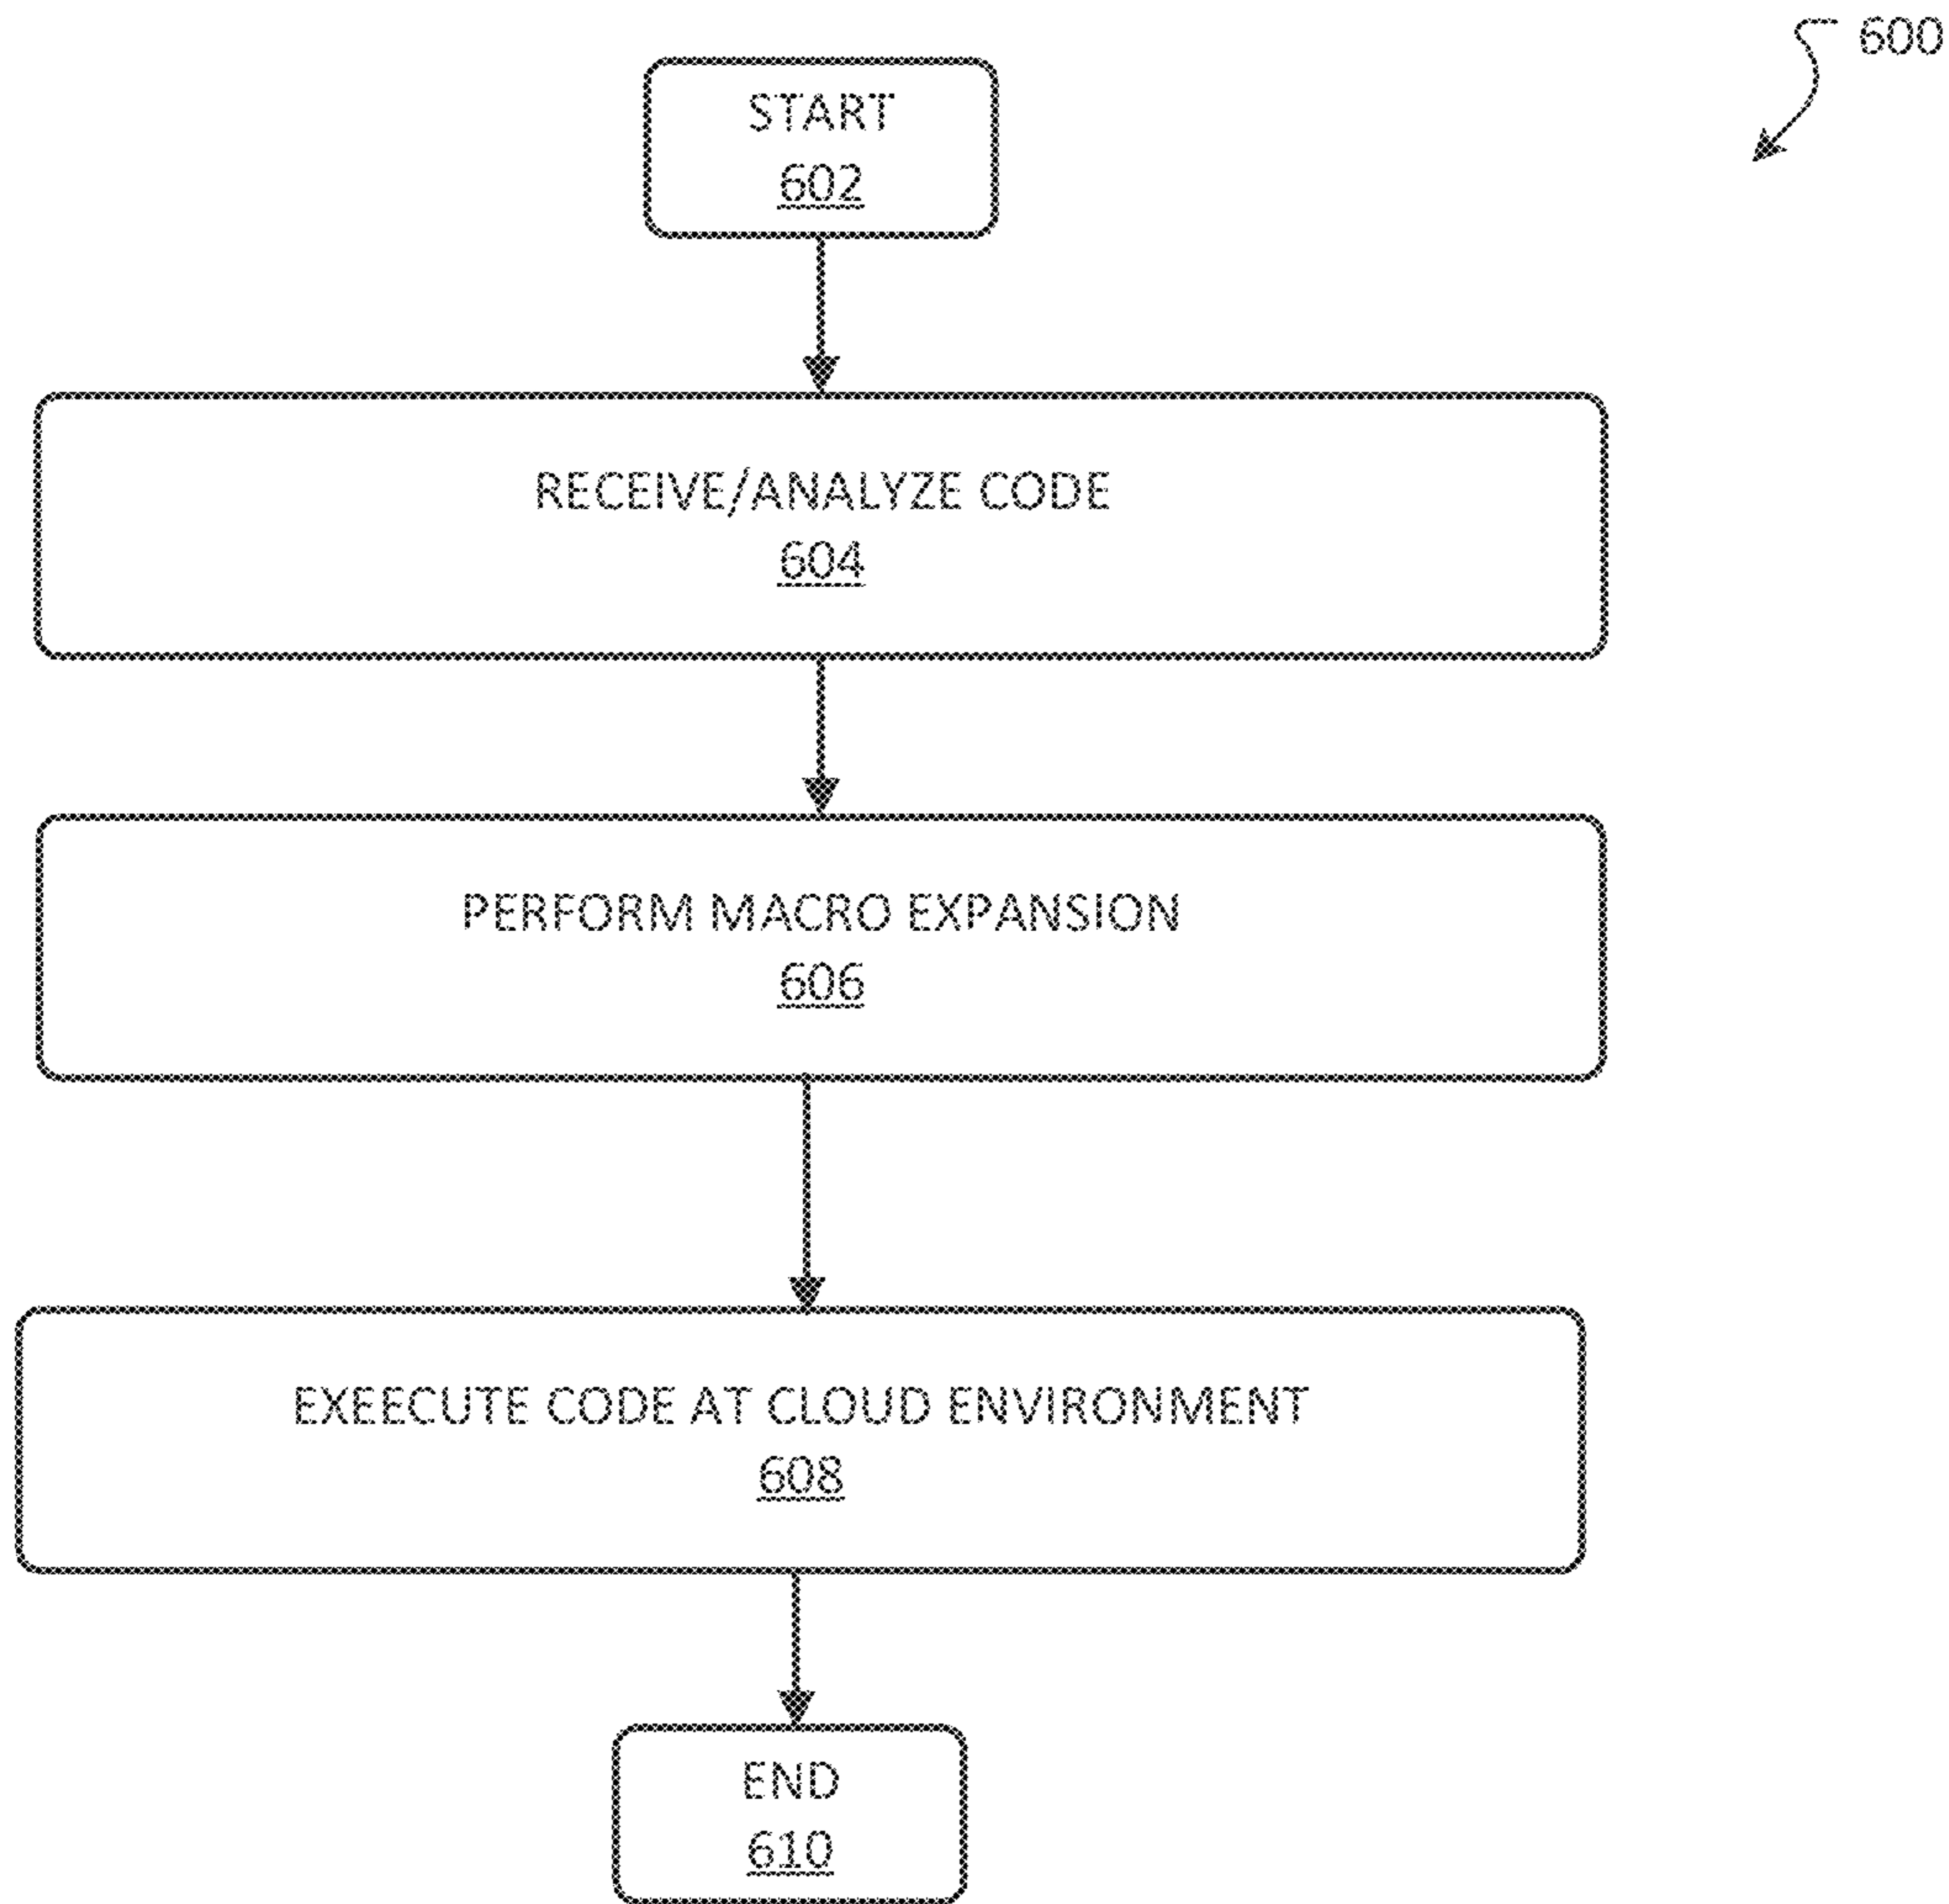 600
START
602
RECEIVE/ANALYZE CODE
604
PERFORM MACRO EXPANSION
606
EXEECUTE CODE AT CLOUD ENVIRONMENT
608
END
610